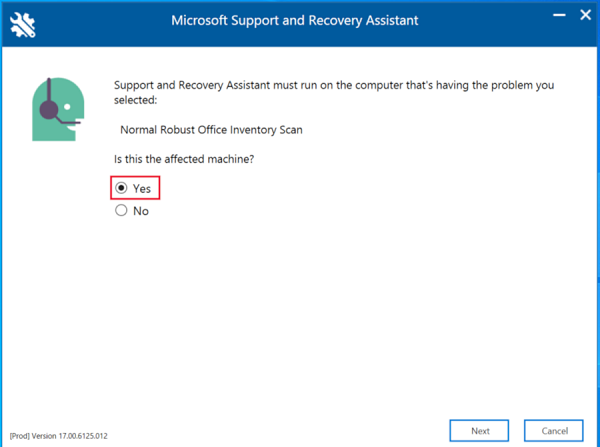 Microsoft Support and Recovery Assistant
Support and Recovery Assistant must run on the computer that's having the problem you
selected:
Normal Robust Office Inventory Scan
Is this the affected machine?
Yes
No
[Prod] Version 17.00.6125.012
Next
Cancel